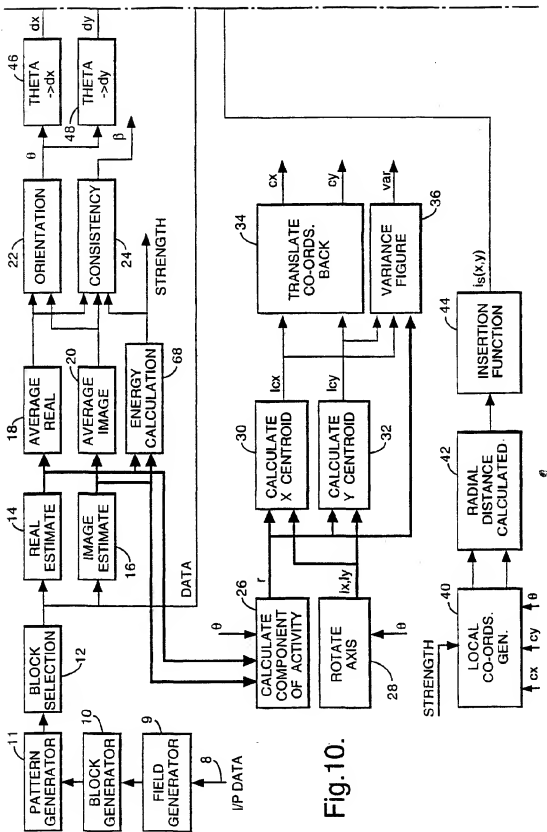 11
PATTERN
GENERATOR
10
BLOCK
GENERATOR
9
FIELD
GENERATOR
8
I/P DATA
12
BLOCK
SELECTION
14
REAL
ESTIMATE
IMAGE
ESTIMATE
16
DATA
18
AVERAGE
REAL
20
AVERAGE
IMAGE
ENERGY
CALCULATION
68
STRENGTH
22
ORIENTATION
CONSISTENCY
24
θ
β
46
THETA
->dx
THETA
->dy
48
dx
dy
26
θ
CALCULATE
COMPONENT
OF ACTIVITY
ROTATE
AXIS
28
θ
r
lx,ly
30
CALCULATE
X CENTROID
CALCULATE
Y CENTROID
32
lcx
lcy
34
TRANSLATE
CO-ORDS.
BACK
VARIANCE
FIGURE
36
cx
cy
var
STRENGTH
40
LOCAL
CO-ORDS.
GEN.
cx
cy
θ
42
RADIAL
DISTANCE
CALCULATED.
44
INSERTION
FUNCTION
is(x,y)
Fig.10.